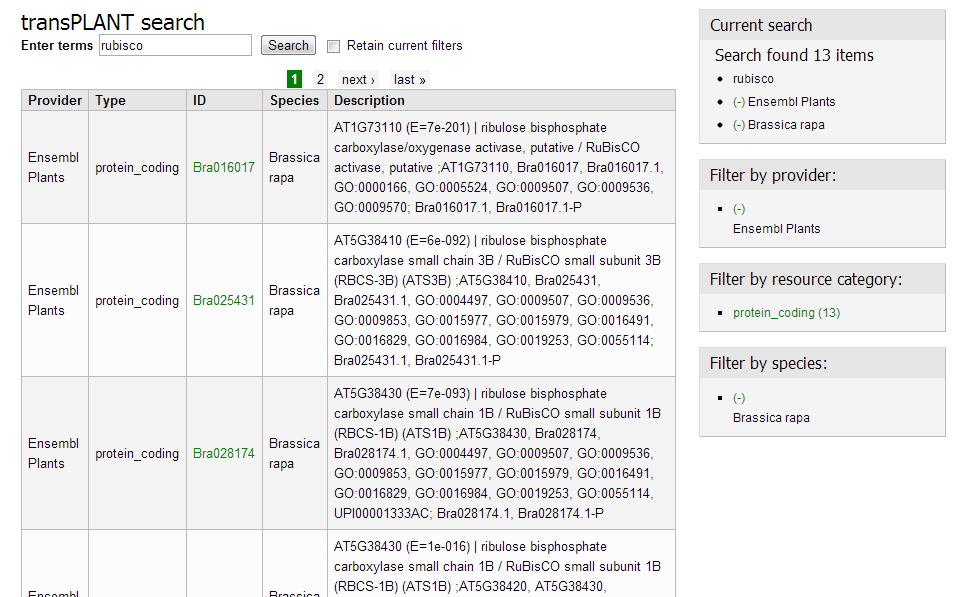 transPLANT search
Enter terms rubisco Search Retain current filters
1 2 next › last »
Provider Type ID Species Description
Ensembl Plants protein_coding Bra016017 Brassica rapa
AT1G73110 (E=7e-201) | ribulose bisphosphate
carboxylase/oxygenase activase, putative / RuBisCO
activase, putative ;AT1G73110, Bra016017, Bra016017.1,
GO:0000166, GO:0005524, GO:0009507, GO:0009536,
GO:0009570; Bra016017.1, Bra016017.1-P
Ensembl Plants protein_coding Bra025431 Brassica rapa
AT5G38410 (E=6e-092) | ribulose bisphosphate
carboxylase small chain 3B / RuBisCO small subunit 3B
(RBCS-3B) (ATS3B) ;AT5G38410, Bra025431,
Bra025431.1, GO:0004497, GO:0009507, GO:0009536,
GO:0009853, GO:0015977, GO:0015979, GO:0016491,
GO:0016829, GO:0016984, GO:0019253, GO:0055114;
Bra025431.1, Bra025431.1-P
Ensembl Plants protein_coding Bra028174 Brassica rapa
AT5G38430 (E=7e-093) | ribulose bisphosphate
carboxylase small chain 1B / RuBisCO small subunit 1B
(RBCS-1B) (ATS1B) ;AT5G38430, Bra028174,
Bra028174.1, GO:0004497, GO:0009507, GO:0009536,
GO:0009853, GO:0015977, GO:0015979, GO:0016491,
GO:0016829, GO:0016984, GO:0019253, GO:0055114,
UPI00001333AC; Bra028174.1, Bra028174.1-P
Ensembl Brassica
AT5G38430 (E=1e-016) | ribulose bisphosphate
carboxylase small chain 1B / RuBisCO small subunit 1B
(RBCS-1B) (ATS1B) ;AT5G38420, AT5G38430,
Current search
Search found 13 items
rubisco
(-) Ensembl Plants
(-) Brassica rapa
Filter by provider:
(-)
Ensembl Plants
Filter by resource category:
protein_coding (13)
Filter by species:
(-)
Brassica rapa